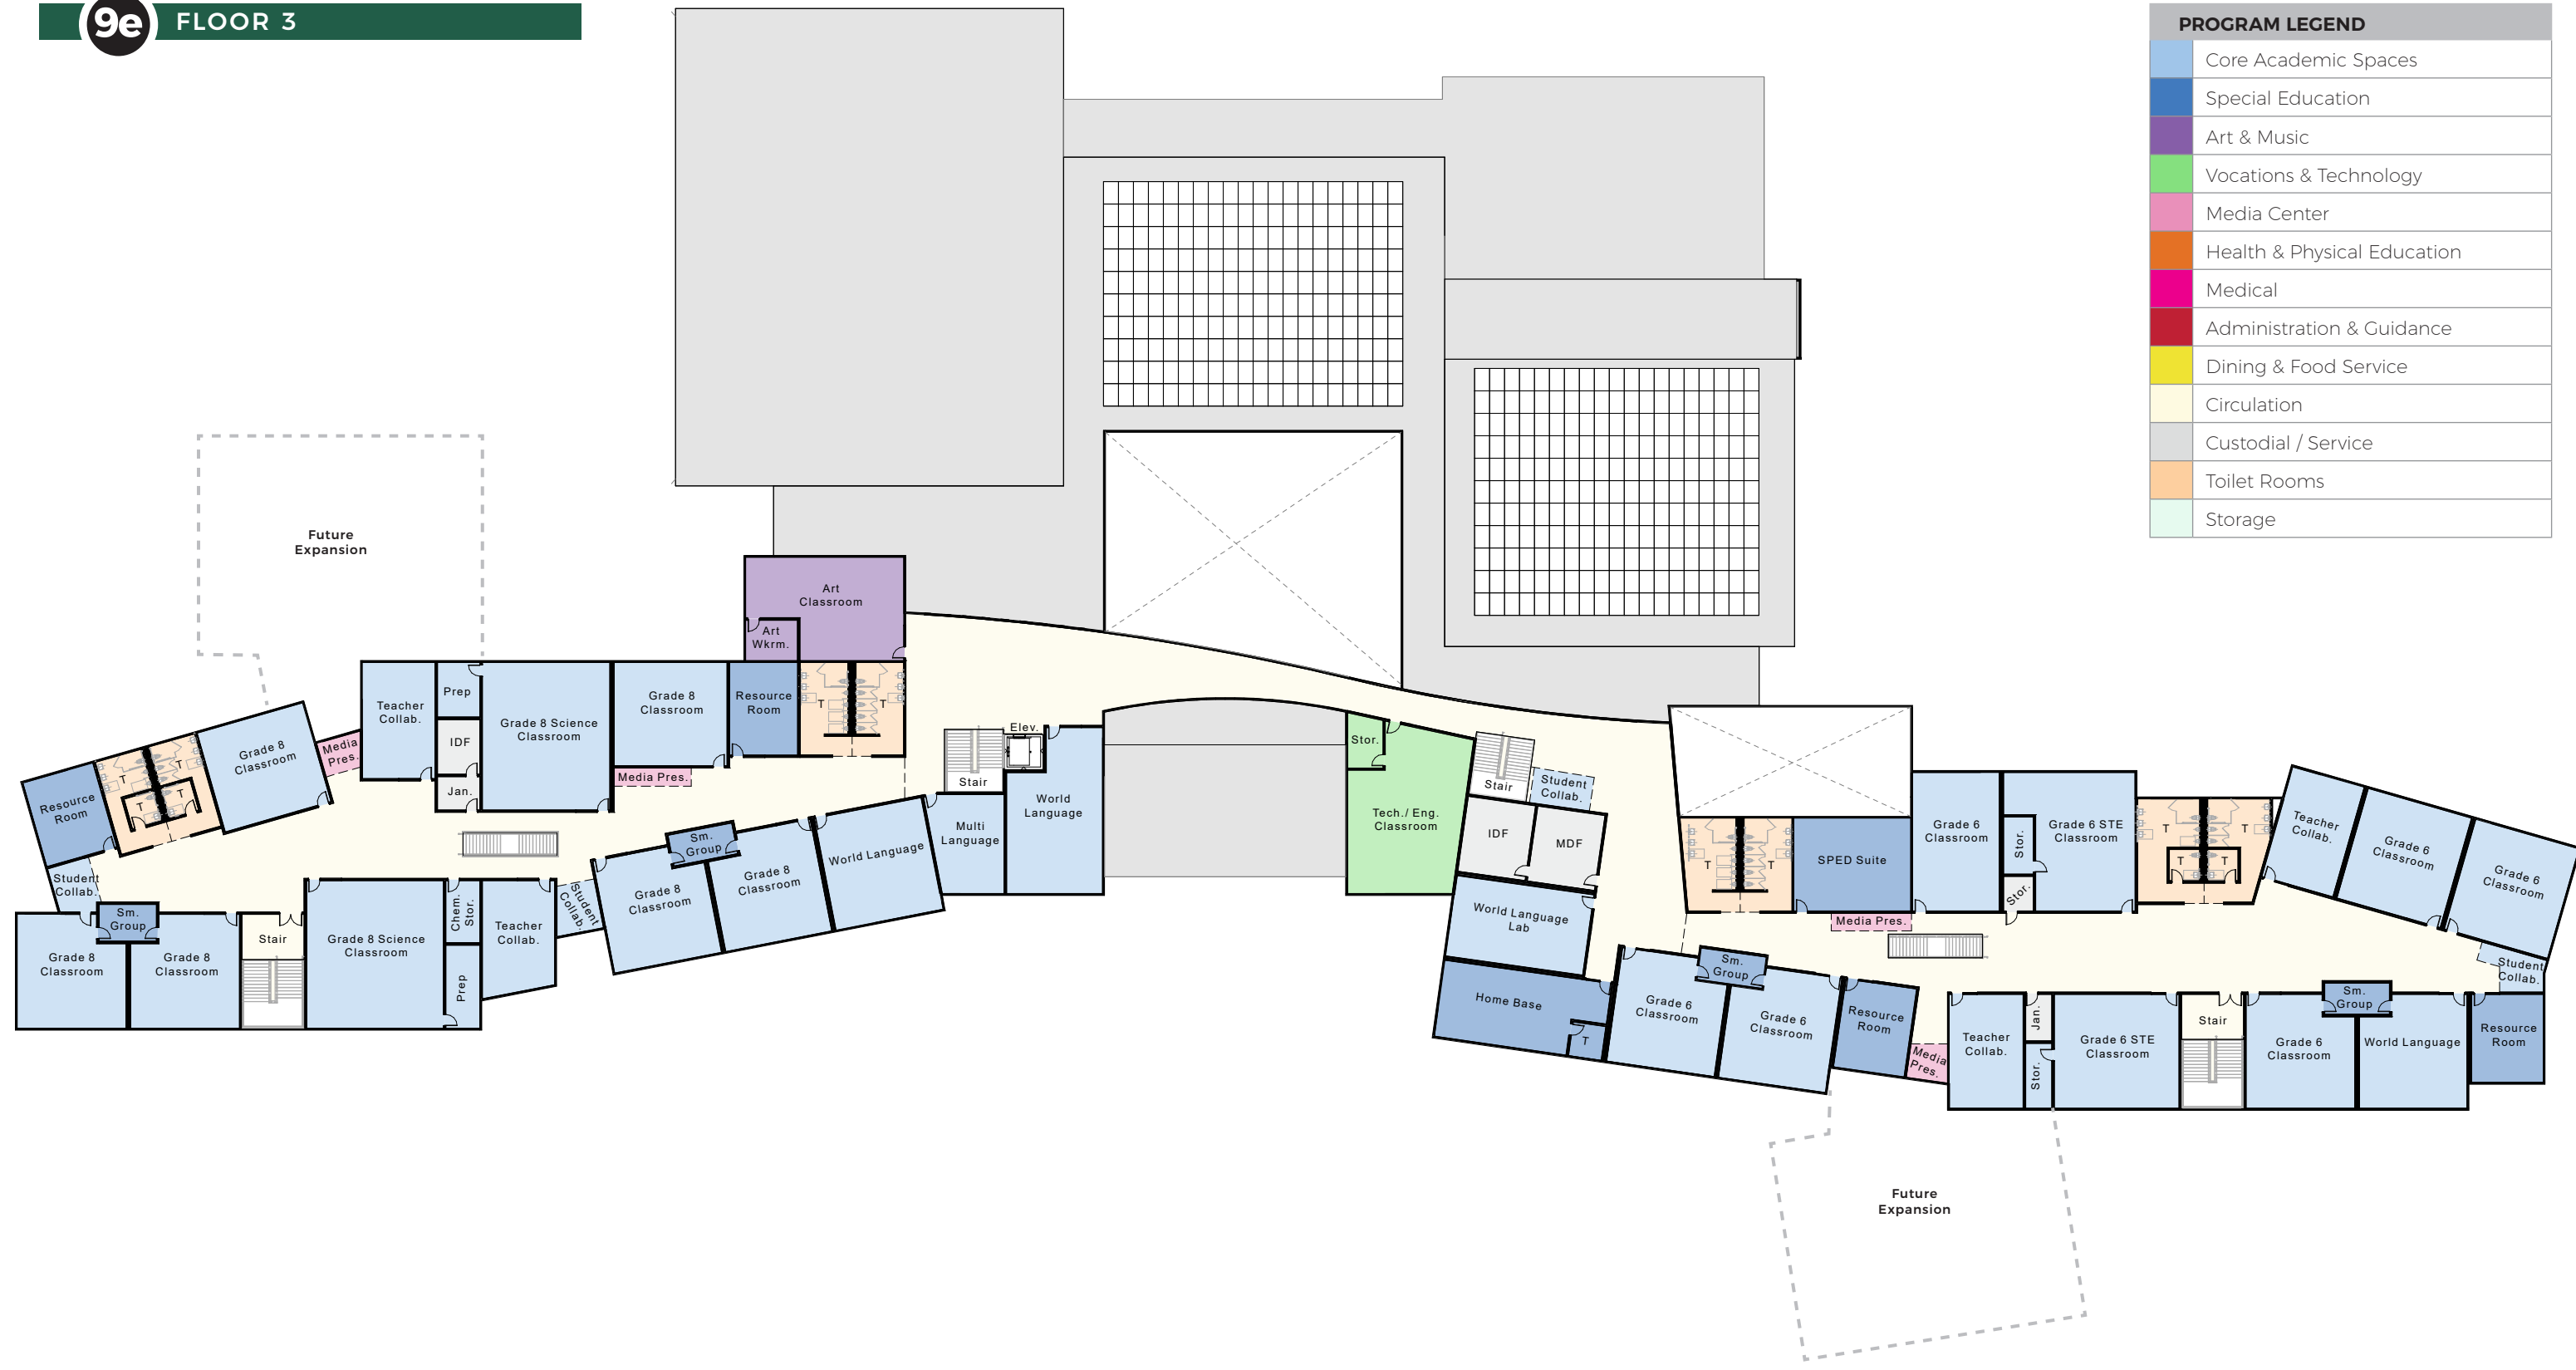 9e FLOOR 3
PROGRAM LEGEND
Core Academic Spaces
Special Education
Art & Music
Vocations & Technology
Media Center
Health & Physical Education
Medical
Administration & Guidance
Dining & Food Service
Circulation
Custodial / Service
Toilet Rooms
Storage
Future
Expansion
Art
Classroom
Art
Wkrm.
Teacher
Collab.
Prep
IDF
Jan.
Grade 8 Science
Classroom
Grade 8
Classroom
Media Pres.
Resource
Room
T
T
Resource
Room
T
T
T
T
Grade 8
Classroom
Media
Pres.
Student
Collab.
Grade 8
Classroom
Sm.
Group
Grade 8
Classroom
Stair
Grade 8 Science
Classroom
Chem.
Stor.
Prep
Teacher
Collab.
Student
Collab.
Grade 8
Classroom
Sm.
Group
Grade 8
Classroom
World Language
Multi
Language
Stair
Elev.
World
Language
Stor.
Tech./ Eng.
Classroom
Stair
Student
Collab.
IDF
MDF
World Language
Lab
Home Base
T
T
T
SPED Suite
Media Pres.
Grade 6
Classroom
Stor.
Stor.
Grade 6 STE
Classroom
T
T
T
T
Teacher
Collab.
Grade 6
Classroom
Grade 6
Classroom
Student
Collab.
Grade 6
Classroom
Sm.
Group
Grade 6
Classroom
Resource
Room
Media
Pres.
Teacher
Collab.
Jan.
Stor.
Grade 6 STE
Classroom
Stair
Grade 6
Classroom
Sm.
Group
World Language
Resource
Room
Future
Expansion